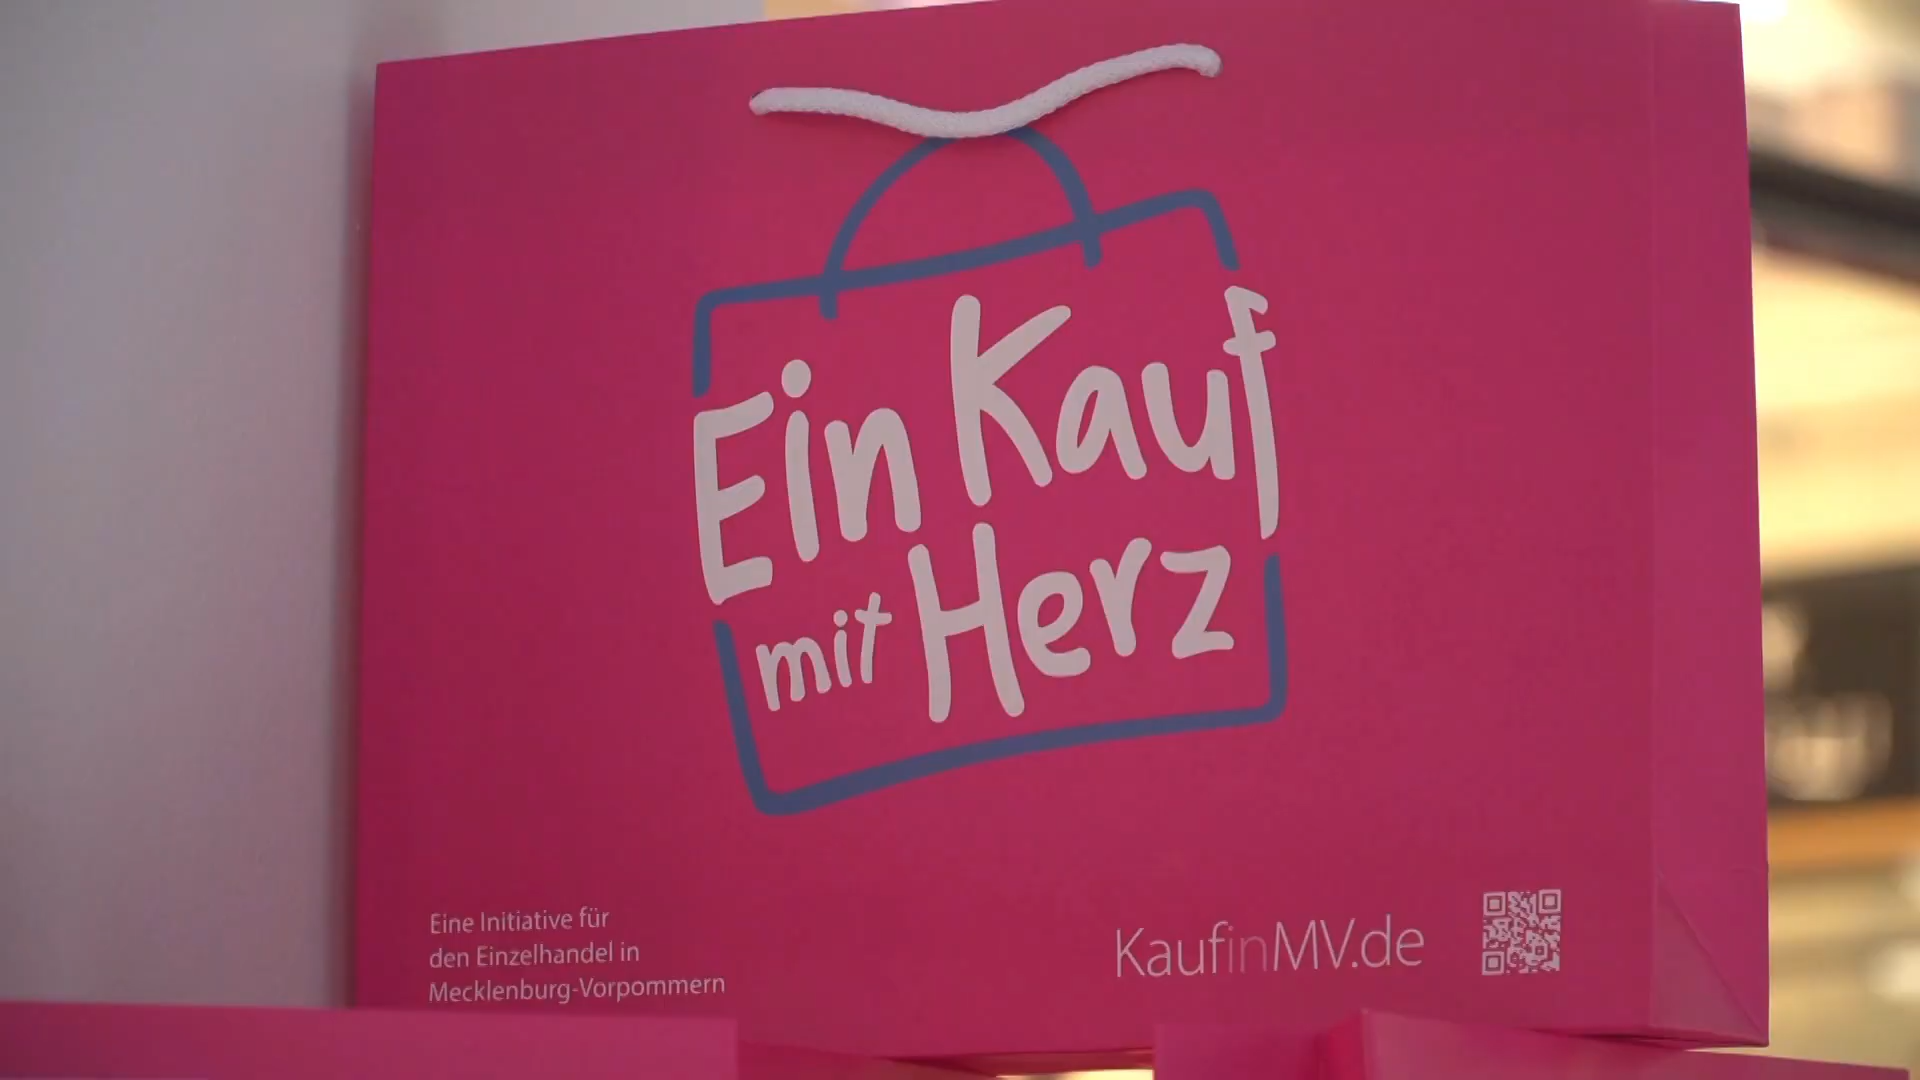 Ein Kauf
mit Herz
Eine Initiative für
den Einzelhandel in
Mecklenburg-Vorpommern
KaufinMV.de